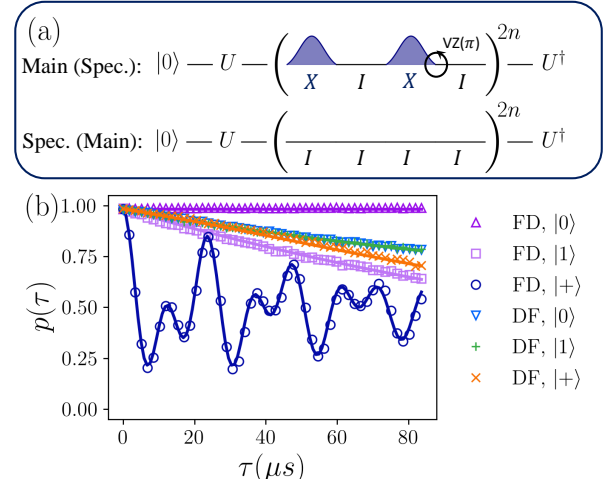 (a)
VZ(π)
Main (Spec.): |0⟩ — U — ( X I X I )^{2n} — U†
Spec. (Main): |0⟩ — U — ( I I I I )^{2n} — U†
(b)
1.00
0.75
0.50
0.25
0.00
p(τ)
0 20 40 60 80
τ(μs)
FD, |0⟩
FD, |1⟩
FD, |+⟩
DF, |0⟩
DF, |1⟩
DF, |+⟩